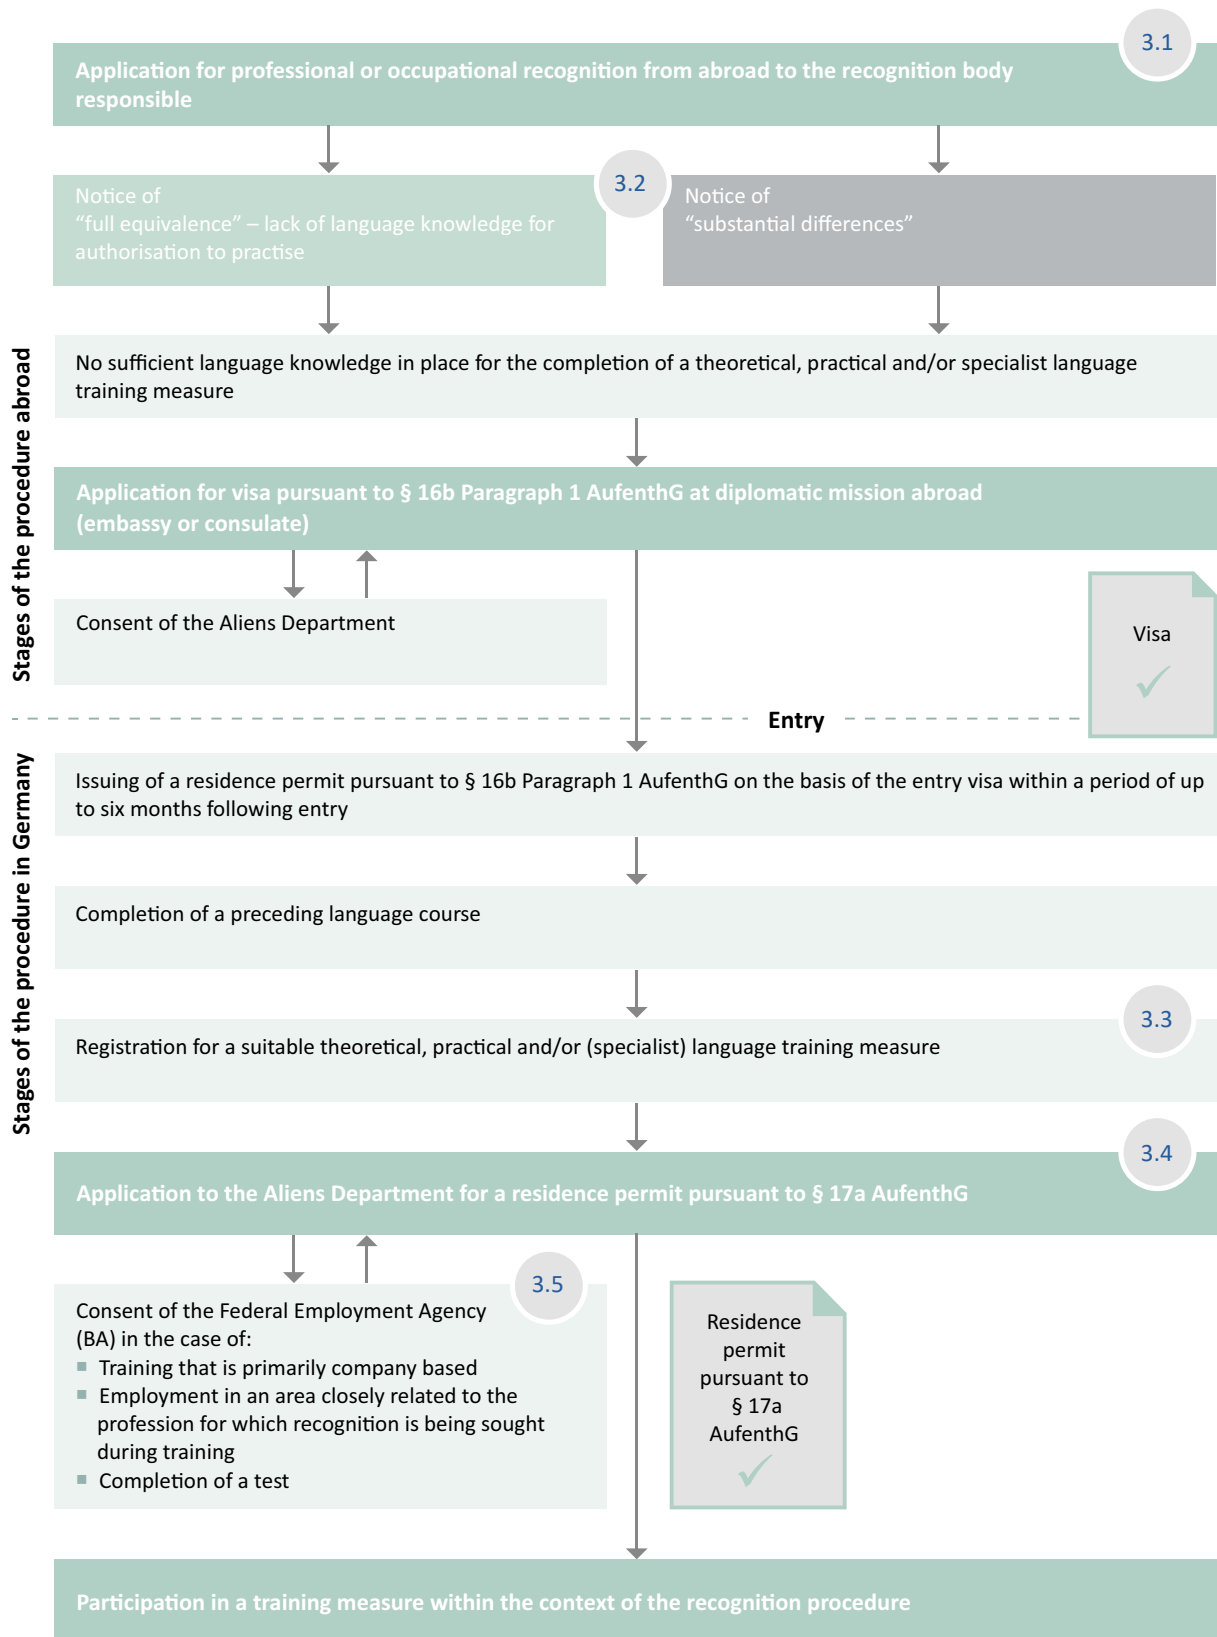 3.1
Application for professional or occupational recognition from abroad to the recognition body
responsible
Notice of
“full equivalence” – lack of language knowledge for
authorisation to practise
3.2
Notice of
“substantial differences”
Stages of the procedure abroad
No sufficient language knowledge in place for the completion of a theoretical, practical and/or specialist language
training measure
Application for visa pursuant to § 16b Paragraph 1 AufenthG at diplomatic mission abroad
(embassy or consulate)
Consent of the Aliens Department
Visa
Entry
Stages of the procedure in Germany
Issuing of a residence permit pursuant to § 16b Paragraph 1 AufenthG on the basis of the entry visa within a period of up
to six months following entry
Completion of a preceding language course
3.3
Registration for a suitable theoretical, practical and/or (specialist) language training measure
3.4
Application to the Aliens Department for a residence permit pursuant to § 17a AufenthG
3.5
Consent of the Federal Employment Agency
(BA) in the case of:
■ Training that is primarily company based
■ Employment in an area closely related to the
profession for which recognition is being sought
during training
■ Completion of a test
Residence
permit
pursuant to
§ 17a
AufenthG
Participation in a training measure within the context of the recognition procedure